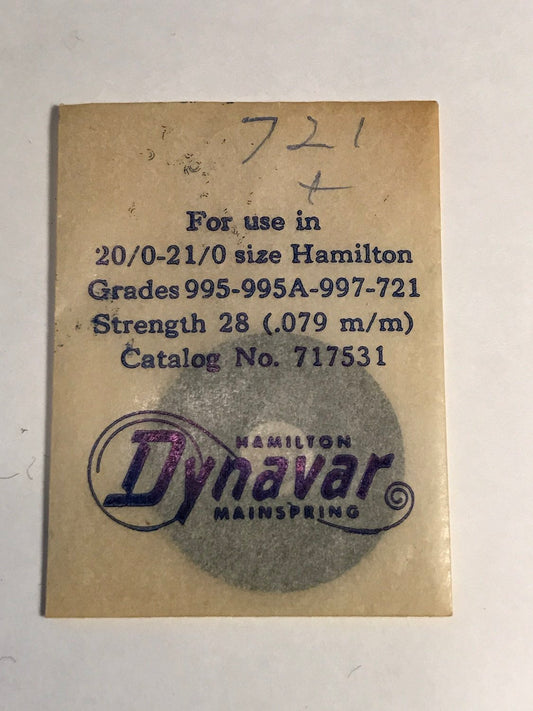 721
+
For use in
20/0-21/0 size Hamilton
Grades 995-995A-997-721
Strength 28 (.079 m/m)
Catalog No. 717531
HAMILTON
Dynavar
MAINSPRING